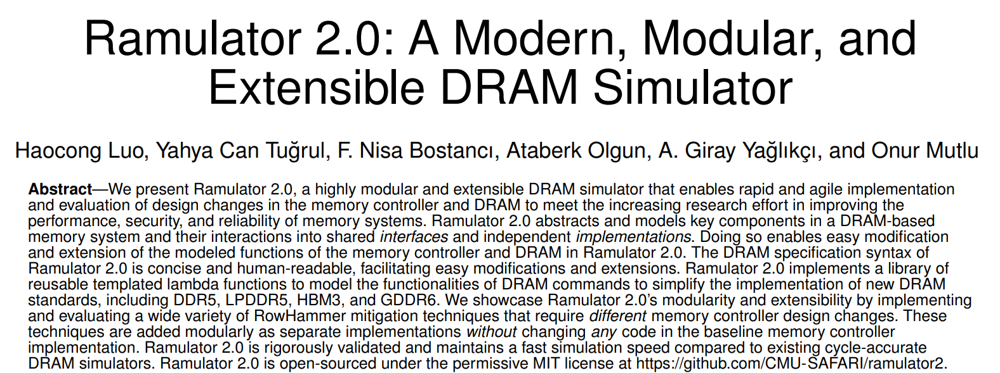 Ramulator 2.0: A Modern, Modular, and
Extensible DRAM Simulator
Haocong Luo, Yahya Can Tuğrul, F. Nisa Bostancı, Ataberk Olgun, A. Giray Yağlıkçı, and Onur Mutlu
Abstract—We present Ramulator 2.0, a highly modular and extensible DRAM simulator that enables rapid and agile implementation
and evaluation of design changes in the memory controller and DRAM to meet the increasing research effort in improving the
performance, security, and reliability of memory systems. Ramulator 2.0 abstracts and models key components in a DRAM-based
memory system and their interactions into shared interfaces and independent implementations. Doing so enables easy modification
and extension of the modeled functions of the memory controller and DRAM in Ramulator 2.0. The DRAM specification syntax of
Ramulator 2.0 is concise and human-readable, facilitating easy modifications and extensions. Ramulator 2.0 implements a library of
reusable templated lambda functions to model the functionalities of DRAM commands to simplify the implementation of new DRAM
standards, including DDR5, LPDDR5, HBM3, and GDDR6. We showcase Ramulator 2.0's modularity and extensibility by implementing
and evaluating a wide variety of RowHammer mitigation techniques that require different memory controller design changes. These
techniques are added modularly as separate implementations without changing any code in the baseline memory controller
implementation. Ramulator 2.0 is rigorously validated and maintains a fast simulation speed compared to existing cycle-accurate
DRAM simulators. Ramulator 2.0 is open-sourced under the permissive MIT license at https://github.com/CMU-SAFARI/ramulator2.